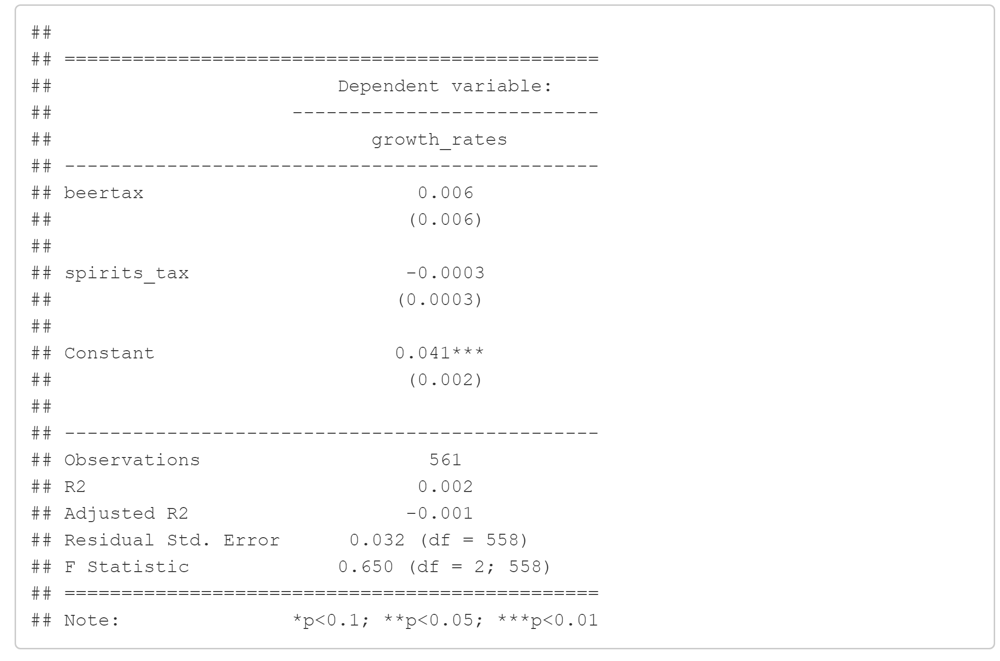 ##
## ===============================================
##                         Dependent variable:
##                     ---------------------------
##                            growth_rates
## -----------------------------------------------
## beertax                        0.006
##                               (0.006)
##
## spirits_tax                   -0.0003
##                              (0.0003)
##
## Constant                     0.041***
##                               (0.002)
##
## -----------------------------------------------
## Observations                    561
## R2                             0.002
## Adjusted R2                   -0.001
## Residual Std. Error      0.032 (df = 558)
## F Statistic             0.650 (df = 2; 558)
## ===============================================
## Note:               *p<0.1; **p<0.05; ***p<0.01